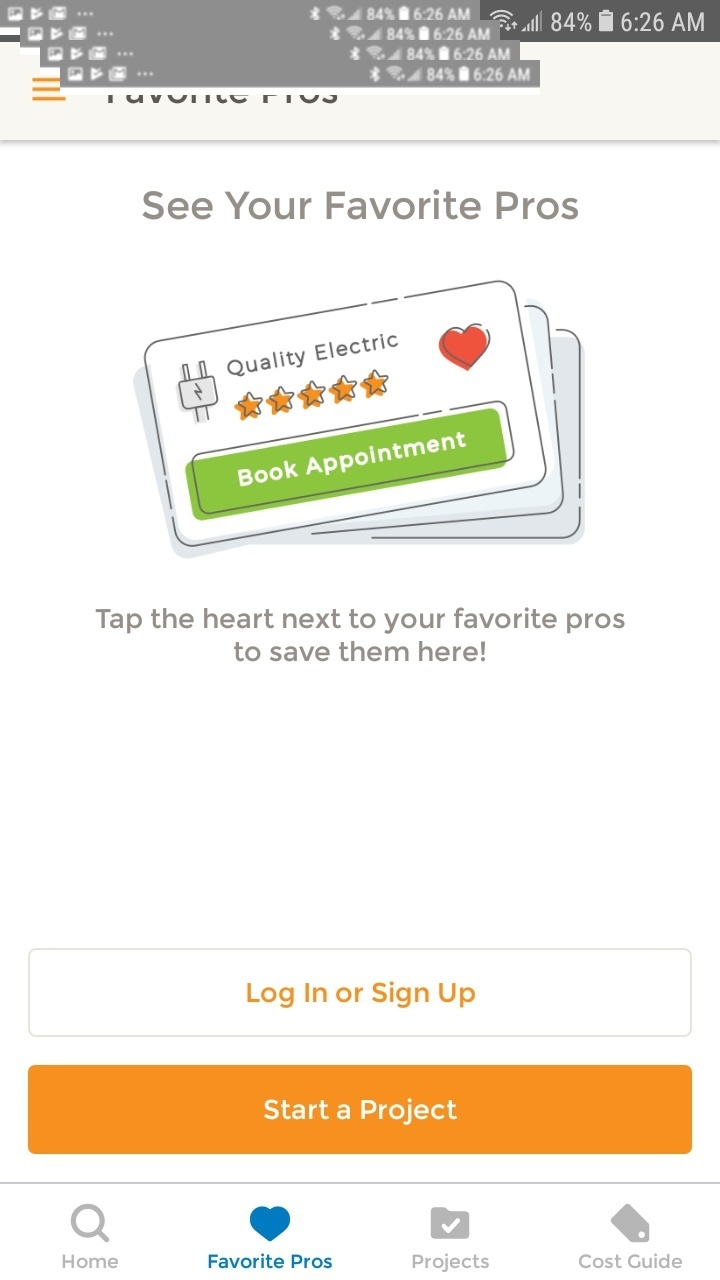 84% 6:26 AM
84% 6:26 AM
84% 6:26 AM
84% 6:26 AM
84% 6:26 AM
Favorite Pros
See Your Favorite Pros
Quality Electric
Book Appointment
Tap the heart next to your favorite pros
to save them here!
Log In or Sign Up
Start a Project
Home
Favorite Pros
Projects
Cost Guide